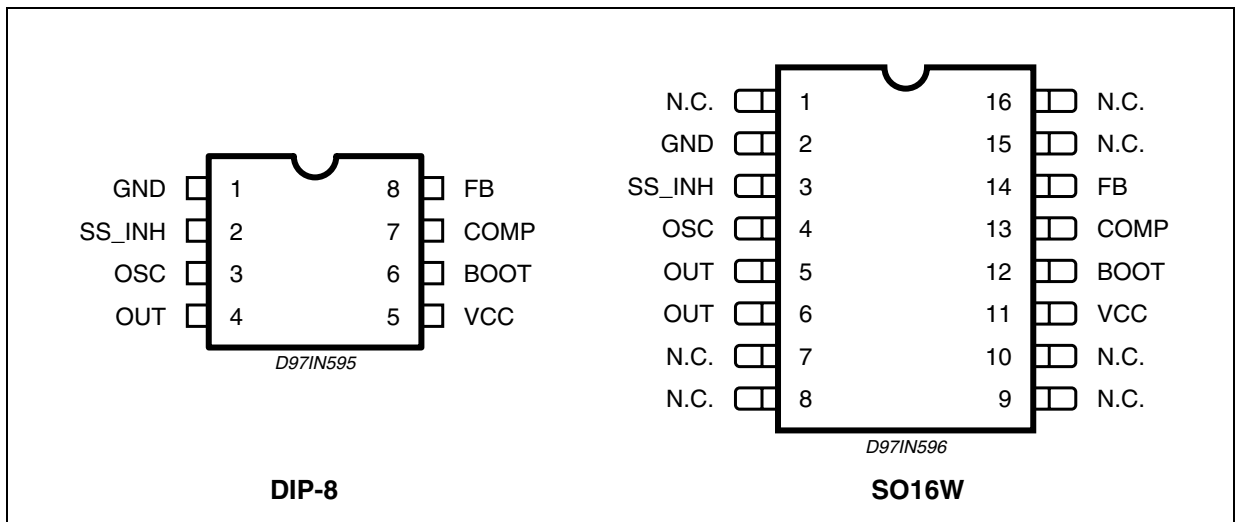 GND 1 8 FB
SS_INH 2 7 COMP
OSC 3 6 BOOT
OUT 4 5 VCC
D97IN595
DIP-8
N.C. 1 16 N.C.
GND 2 15 N.C.
SS_INH 3 14 FB
OSC 4 13 COMP
OUT 5 12 BOOT
OUT 6 11 VCC
N.C. 7 10 N.C.
N.C. 8 9 N.C.
D97IN596
SO16W